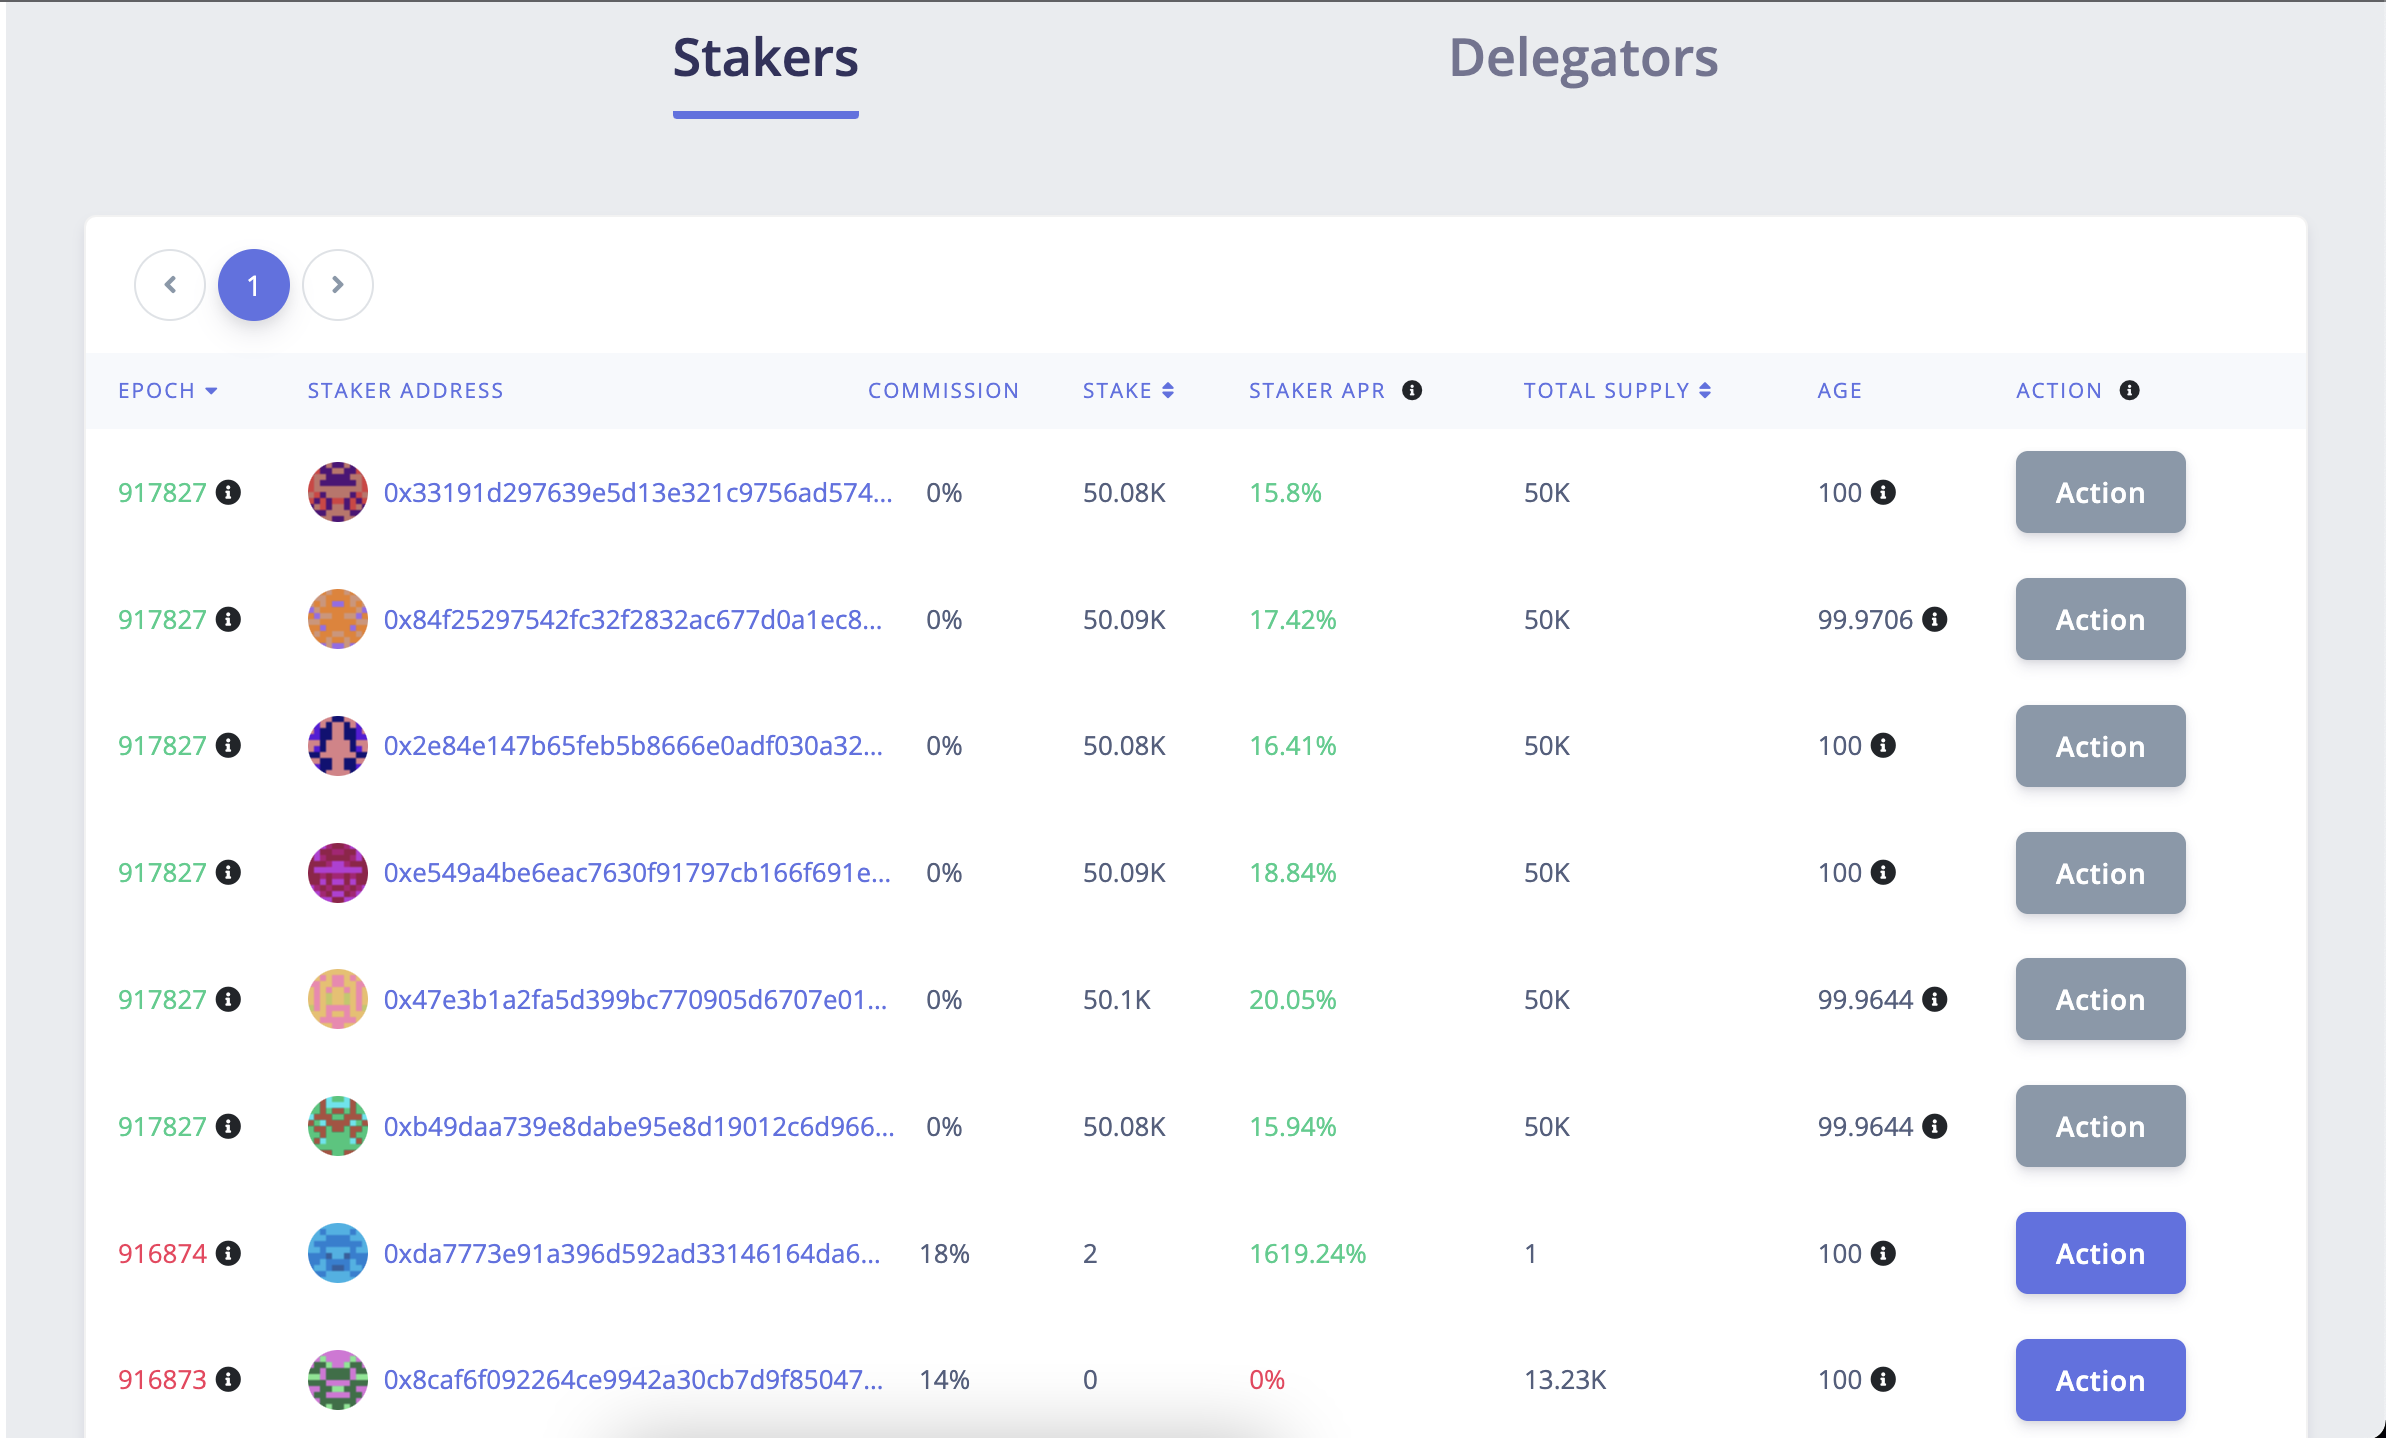 Stakers Delegators
1
EPOCH STAKER ADDRESS COMMISSION STAKE STAKER APR TOTAL SUPPLY AGE ACTION
917827 0x33191d297639e5d13e321c9756ad574... 0% 50.08K 15.8% 50K 100 Action
917827 0x84f25297542fc32f2832ac677d0a1ec8... 0% 50.09K 17.42% 50K 99.9706 Action
917827 0x2e84e147b65feb5b8666e0adf030a32... 0% 50.08K 16.41% 50K 100 Action
917827 0xe549a4be6eac7630f91797cb166f691e... 0% 50.09K 18.84% 50K 100 Action
917827 0x47e3b1a2fa5d399bc770905d6707e01... 0% 50.1K 20.05% 50K 99.9644 Action
917827 0xb49daa739e8dabe95e8d19012c6d966... 0% 50.08K 15.94% 50K 99.9644 Action
916874 0xda7773e91a396d592ad33146164da6... 18% 2 1619.24% 1 100 Action
916873 0x8caf6f092264ce9942a30cb7d9f85047... 14% 0 0% 13.23K 100 Action